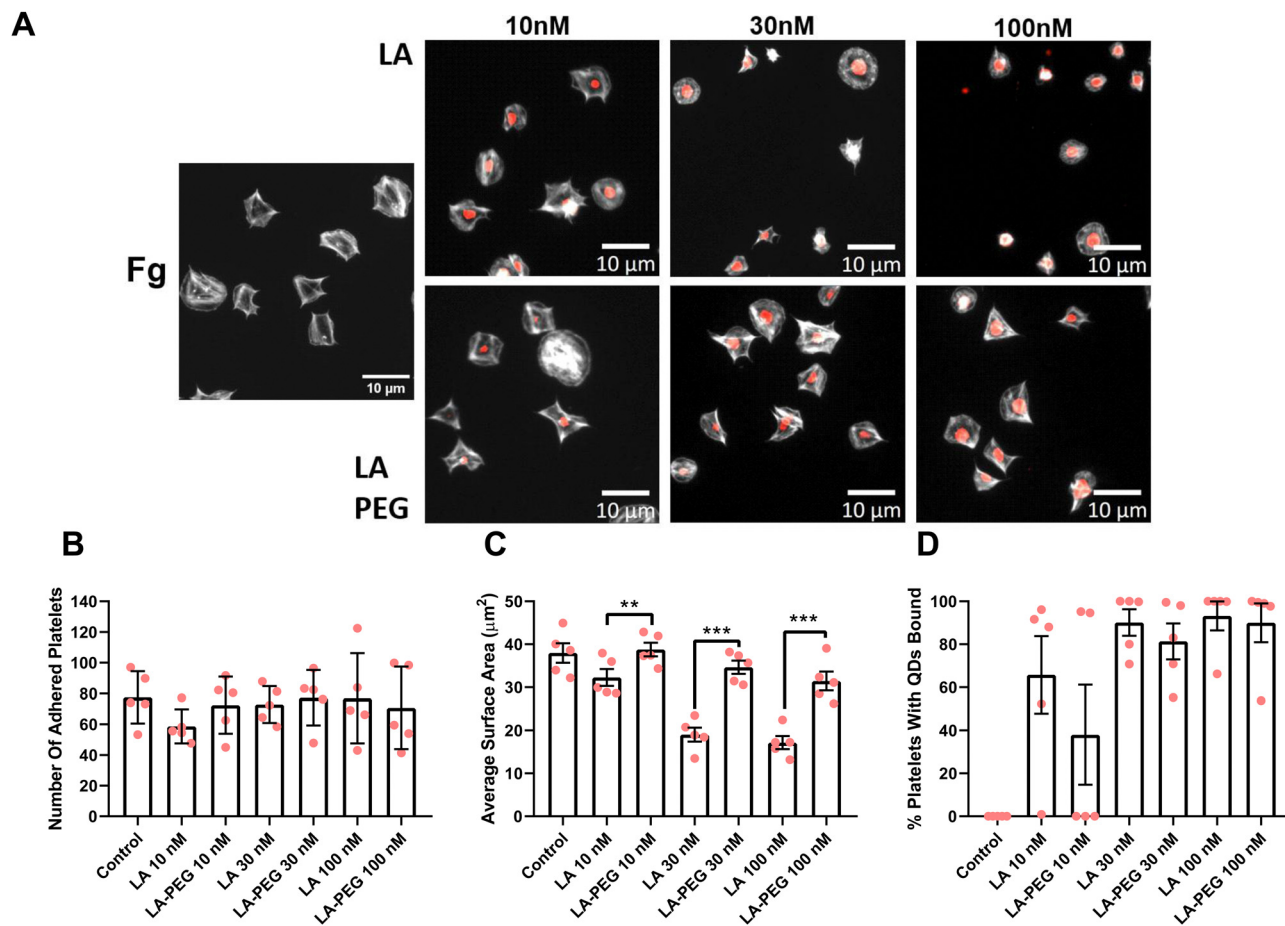 A
10nM 30nM 100nM
LA
10 µm 10 µm 10 µm
Fg
10 µm
LA
PEG
10 µm 10 µm 10 µm
B
Number Of Adhered Platelets
140
120
100
80
60
40
20
0
Control
LA 10 nM
LA-PEG 10 nM
LA 30 nM
LA-PEG 30 nM
LA 100 nM
LA-PEG 100 nM
C
Average Surface Area (µm²)
50
40
30
20
10
0
**
***
***
Control
LA 10 nM
LA-PEG 10 nM
LA 30 nM
LA-PEG 30 nM
LA 100 nM
LA-PEG 100 nM
D
% Platelets With QDs Bound
100
80
60
40
20
0
Control
LA 10 nM
LA-PEG 10 nM
LA 30 nM
LA-PEG 30 nM
LA 100 nM
LA-PEG 100 nM